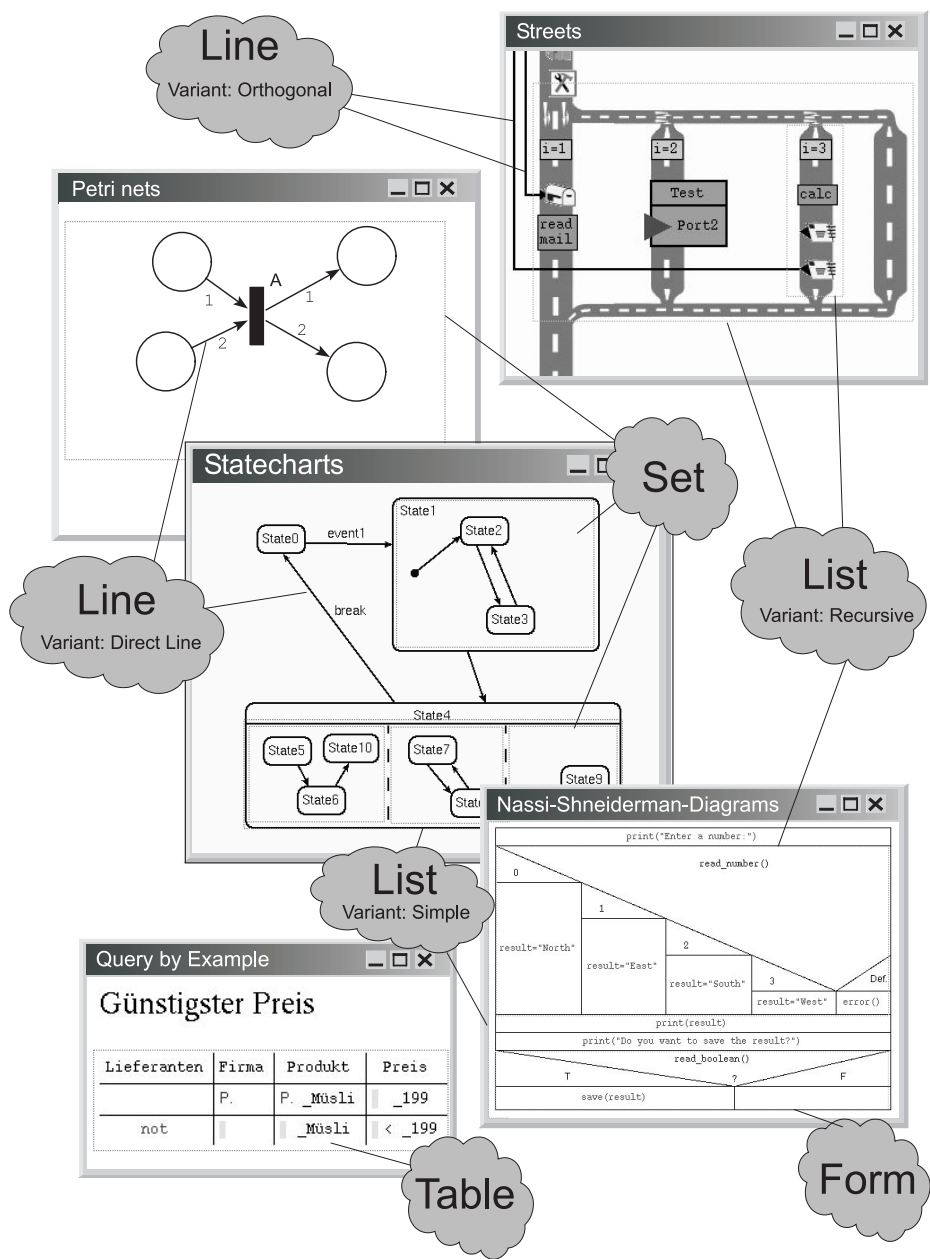 Line
Variant: Orthogonal
Streets
i=1
i=2
i=3
Test
Port2
calc
read
mail
Petri nets
A
1
1
2
2
Statecharts
Set
State0
event1
State1
State2
State3
break
State4
State5
State10
State6
State7
State9
Line
Variant: Direct Line
List
Variant: Recursive
List
Variant: Simple
Nassi-Shneiderman-Diagrams
print("Enter a number:")
read_number()
0
1
2
3
Def.
result="North"
result="East"
result="South"
result="West"
error()
print(result)
print("Do you want to save the result?")
read_boolean()
T
?
F
save(result)
Query by Example
Günstigster Preis
Lieferanten Firma Produkt Preis
P. P. _Müsli _199
not _Müsli < _199
Table
Form